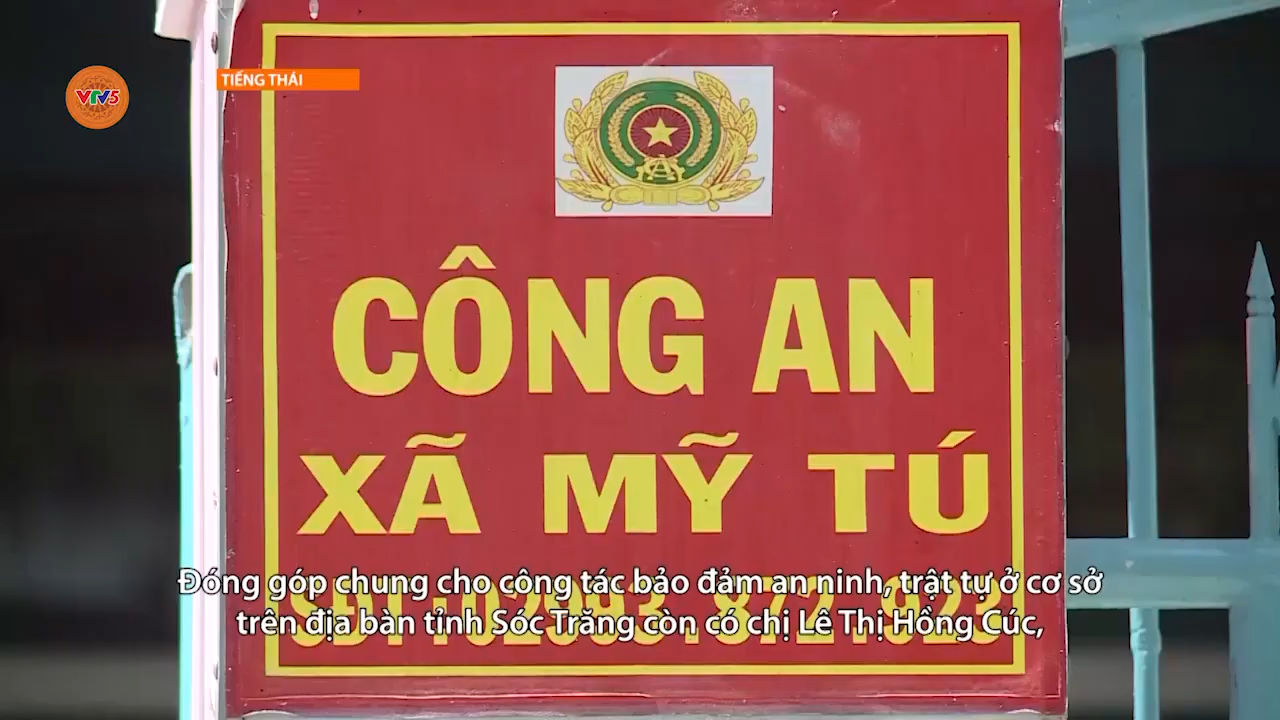 VTV5
TIẾNG THÁI
CÔNG AN
XÃ MỸ TÚ
Đóng góp chung cho công tác bảo đảm an ninh, trật tự ở cơ sở
trên địa bàn tỉnh Sóc Trăng còn có chị Lê Thị Hồng Cúc,